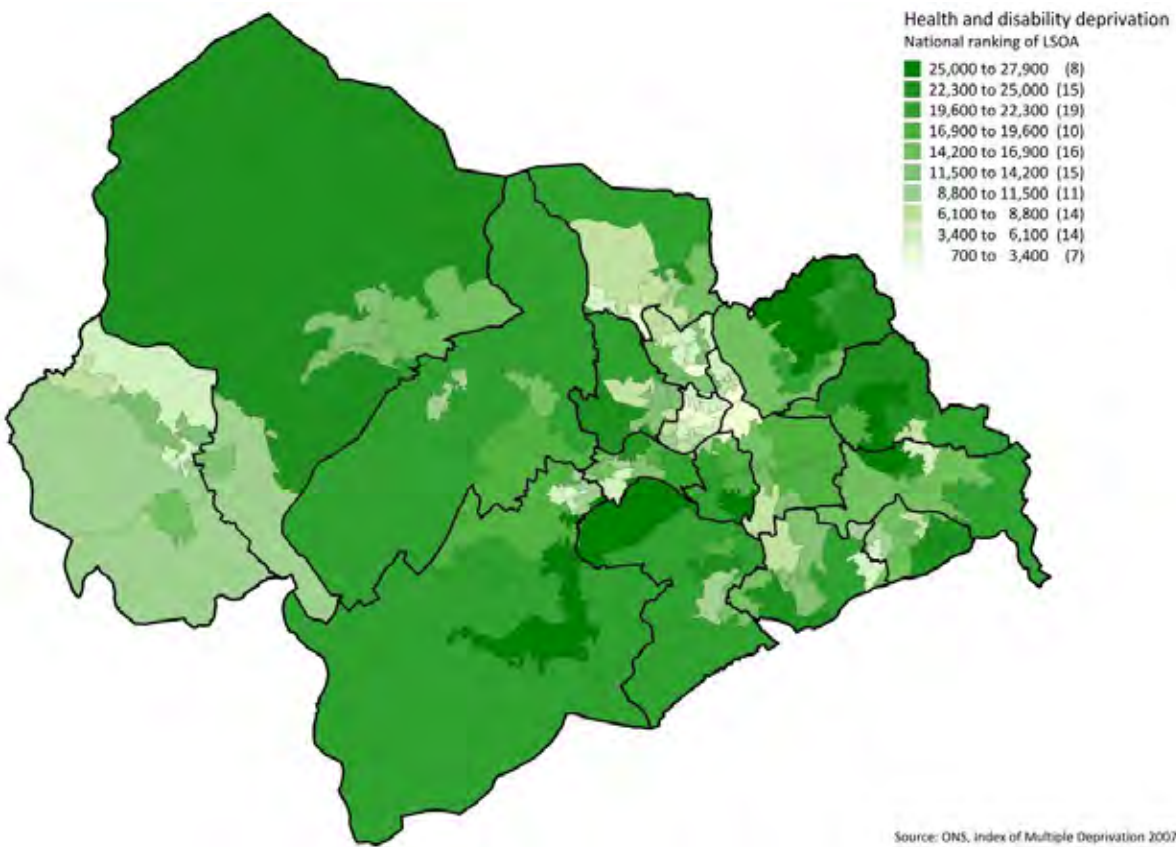 Health and disability deprivation
National ranking of LSOA
25,000 to 27,900 (8)
22,300 to 25,000 (15)
19,600 to 22,300 (19)
16,900 to 19,600 (10)
14,200 to 16,900 (16)
11,500 to 14,200 (15)
8,800 to 11,500 (11)
6,100 to 8,800 (14)
3,400 to 6,100 (14)
700 to 3,400 (7)
Source: ONS, Index of Multiple Deprivation 2007